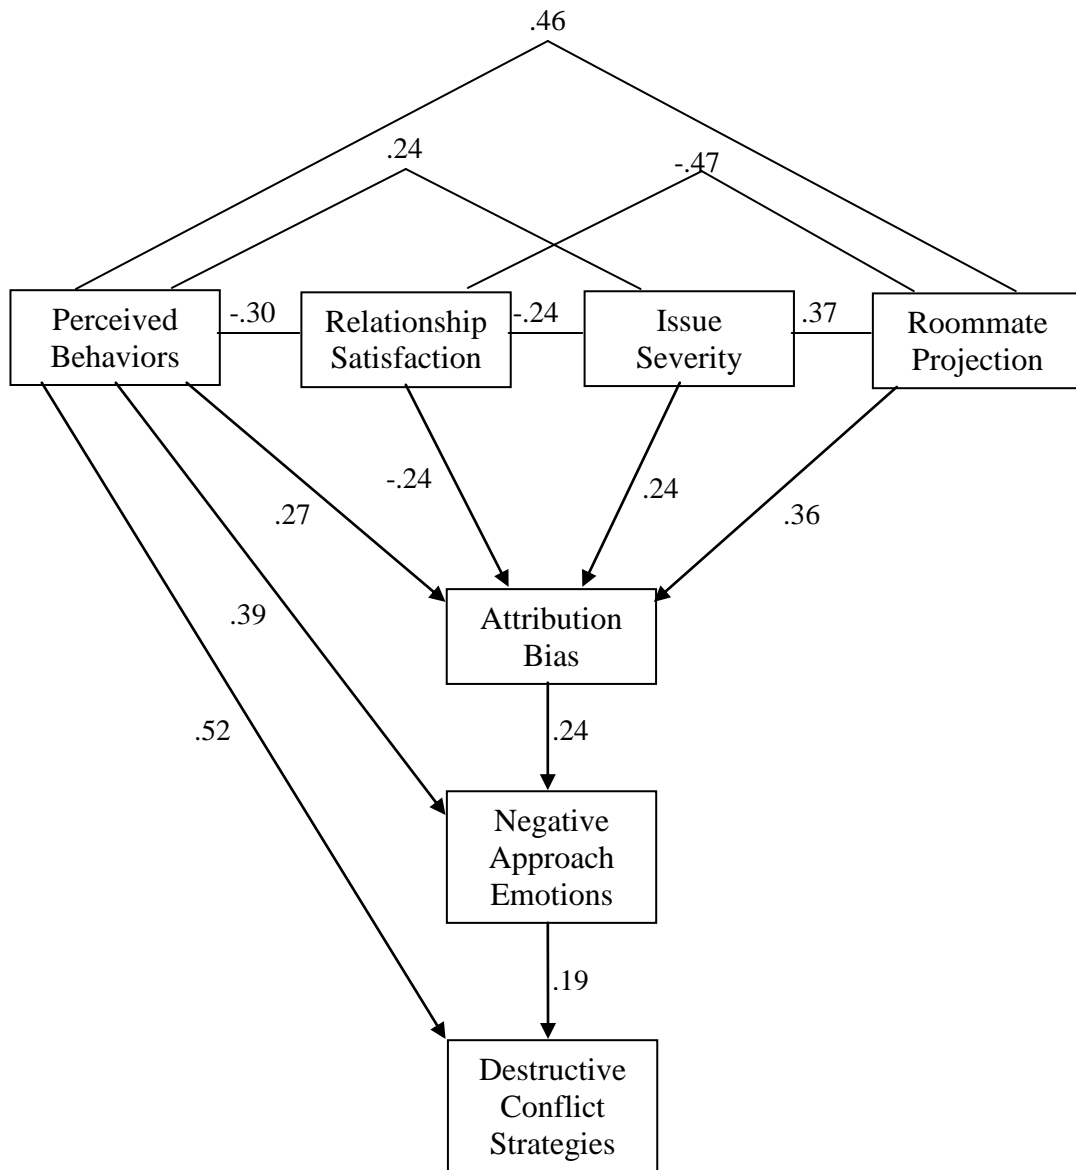 .46
.24
-.47
Perceived
Behaviors
-.30
Relationship
Satisfaction
-.24
Issue
Severity
.37
Roommate
Projection
.27
-.24
.24
.36
.39
.52
Attribution
Bias
.24
Negative
Approach
Emotions
.19
Destructive
Conflict
Strategies